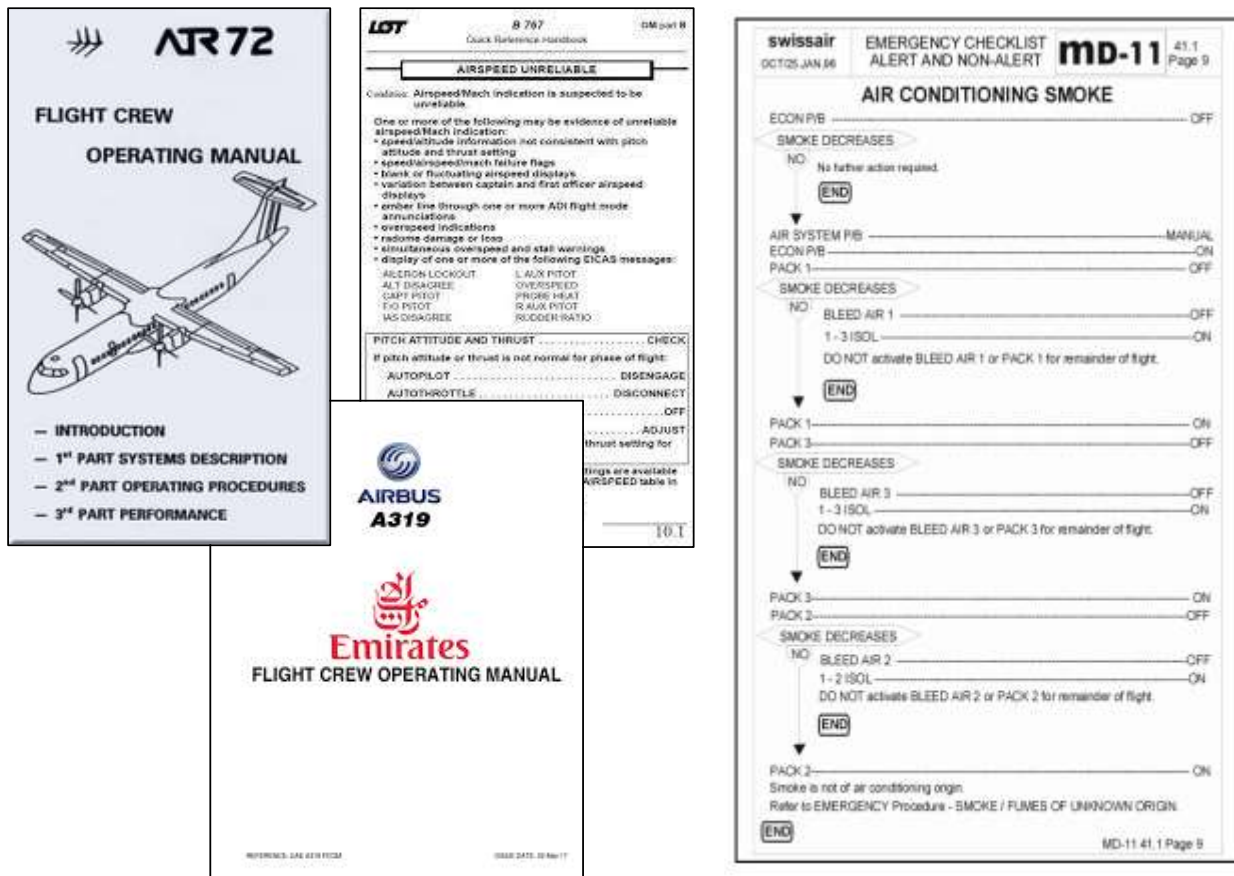 ATR 72
FLIGHT CREW
OPERATING MANUAL
— INTRODUCTION
— 1st PART SYSTEMS DESCRIPTION
— 2nd PART OPERATING PROCEDURES
— 3rd PART PERFORMANCE
LOT
B 767
OM part B
Quick Reference Handbook
AIRSPEED UNRELIABLE
Condition: Airspeed/Mach indication is suspected to be
unreliable.
One or more of the following may be evidence of unreliable
airspeed/Mach indication:
• speed/altitude information not consistent with pitch
attitude and thrust setting
• speed/airspeed/mach failure flags
• blank or fluctuating airspeed displays
• variation between captain and first officer airspeed
displays
• amber line through one or more ADI flight mode
annunciations
• overspeed indications
• radome damage or loss
• simultaneous overspeed and stall warnings
• display of one or more of the following EICAS messages:
AILERON LOCKOUT L AUX PITOT
ALT DISAGREE OVERSPEED
CAPT PITOT PROBE HEAT
F/O PITOT R AUX PITOT
IAS DISAGREE RUDDER RATIO
PITCH ATTITUDE AND THRUST . . . . . . . . . . . . . . CHECK
If pitch attitude or thrust is not normal for phase of flight:
AUTOPILOT . . . . . . . . . . . . . . . . . . . . DISENGAGE
AUTOTHROTTLE . . . . . . . . . . . . . . . . . DISCONNECT
. . . OFF
. . . . . . . . . . ADJUST
thrust setting for
tings are available
AIRSPEED table in
10.1
AIRBUS
A319
الإمارات
Emirates
FLIGHT CREW OPERATING MANUAL
REFERENCE: UAE A319 FCOM
ISSUE DATE:
swissair
OCT/25 JAN,96
EMERGENCY CHECKLIST
ALERT AND NON-ALERT
MD-11
41.1
Page 9
AIR CONDITIONING SMOKE
ECON P/B ---------- OFF
SMOKE DECREASES
NO
No further action required.
END
AIR SYSTEM P/B ---------- MANUAL
ECON P/B ---------- ON
PACK 1 ---------- OFF
SMOKE DECREASES
NO
BLEED AIR 1 ---------- OFF
1 - 3 ISOL ---------- ON
DO NOT activate BLEED AIR 1 or PACK 1 for remainder of flight.
END
PACK 1 ---------- ON
PACK 3 ---------- OFF
SMOKE DECREASES
NO
BLEED AIR 3 ---------- OFF
1 - 3 ISOL ---------- ON
DO NOT activate BLEED AIR 3 or PACK 3 for remainder of flight.
END
PACK 3 ---------- ON
PACK 2 ---------- OFF
SMOKE DECREASES
NO
BLEED AIR 2 ---------- OFF
1 - 2 ISOL ---------- ON
DO NOT activate BLEED AIR 2 or PACK 2 for remainder of flight.
END
PACK 2 ---------- ON
Smoke is not of air conditioning origin.
Refer to EMERGENCY Procedure - SMOKE / FUMES OF UNKNOWN ORIGIN
END
MD-11 41.1 Page 9